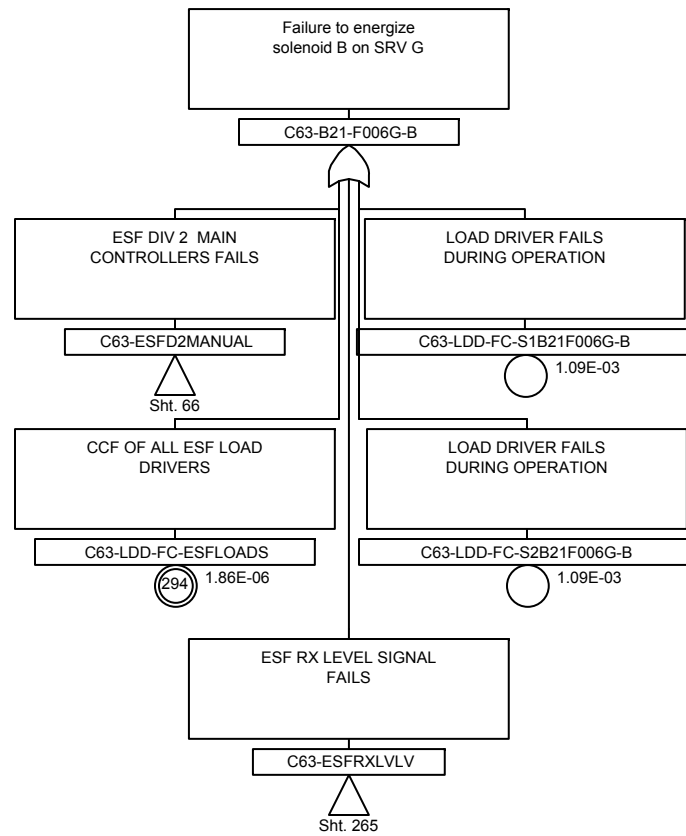 Failure to energize
solenoid B on SRV G
C63-B21-F006G-B
ESF DIV 2 MAIN
CONTROLLERS FAILS
C63-ESFD2MANUAL
Sht. 66
LOAD DRIVER FAILS
DURING OPERATION
C63-LDD-FC-S1B21F006G-B
1.09E-03
CCF OF ALL ESF LOAD
DRIVERS
C63-LDD-FC-ESFLOADS
294
1.86E-06
LOAD DRIVER FAILS
DURING OPERATION
C63-LDD-FC-S2B21F006G-B
1.09E-03
ESF RX LEVEL SIGNAL
FAILS
C63-ESFRXLVLV
Sht. 265